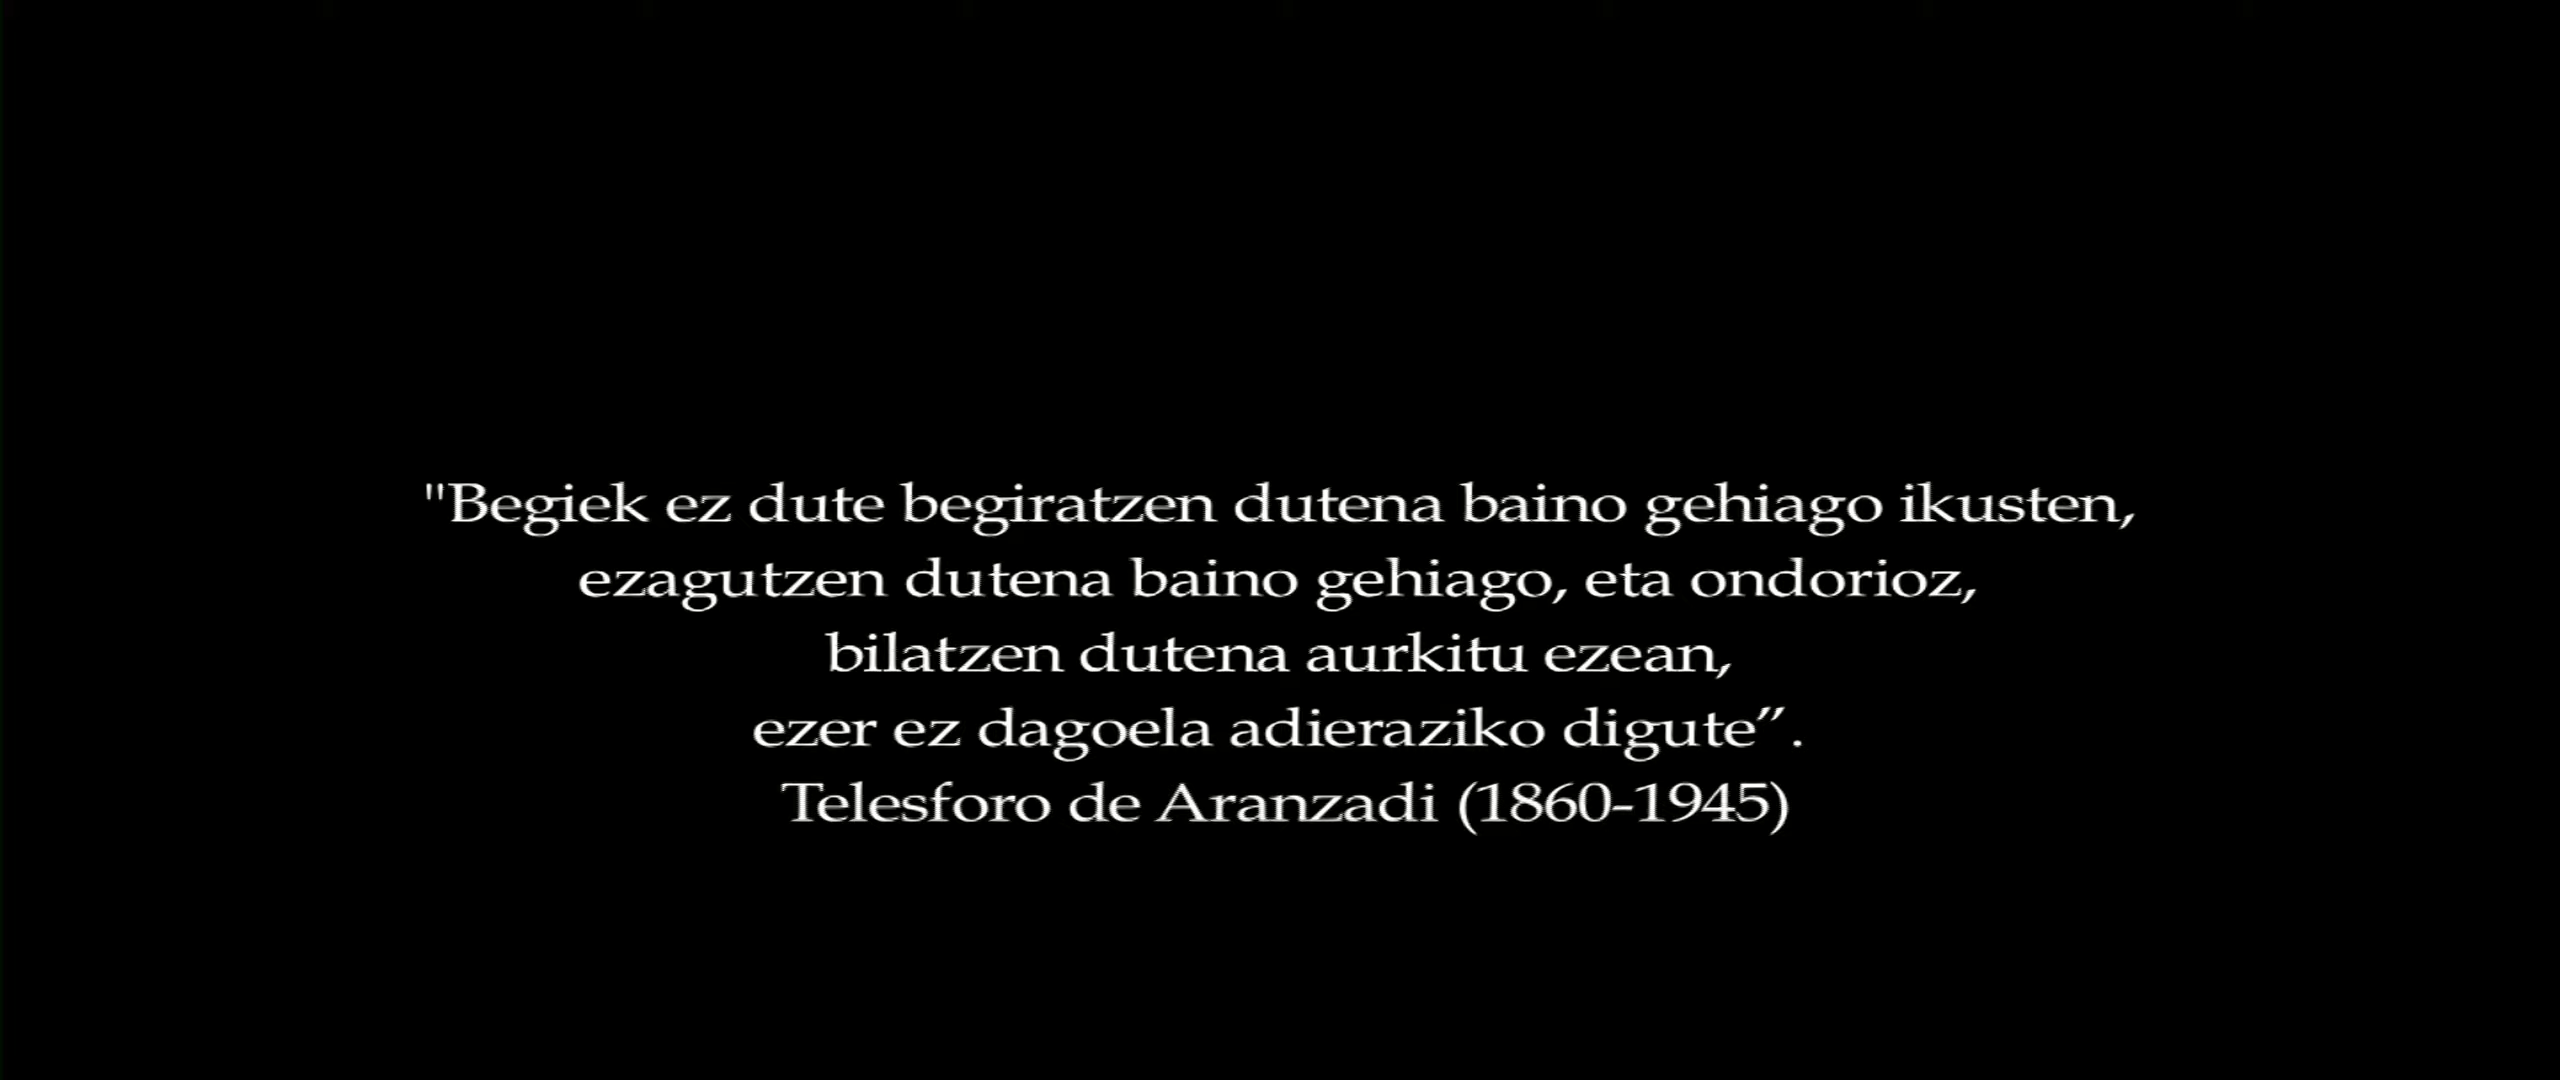 "Begiek ez dute begiratzen dutena baino gehiago ikusten,
ezagutzen dutena baino gehiago, eta ondorioz,
bilatzen dutena aurkitu ezean,
ezer ez dagoela adieraziko digute”.
Telesforo de Aranzadi (1860-1945)